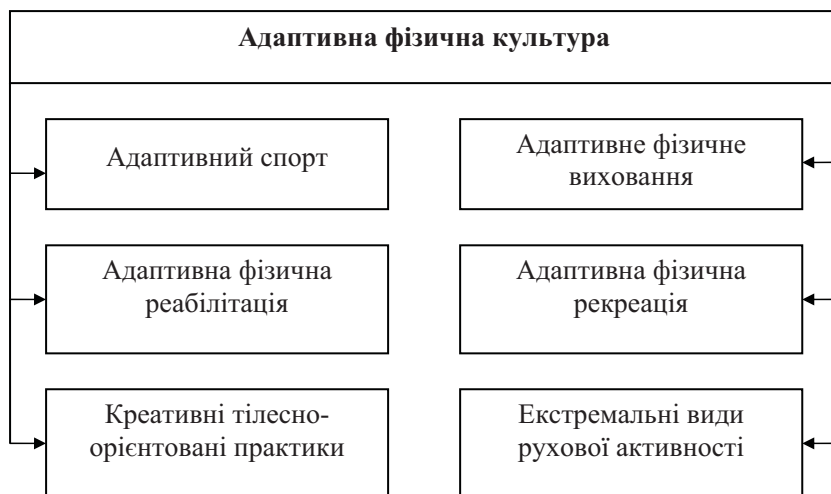 Адаптивна фізична культура
Адаптивний спорт
Адаптивне фізичне
виховання
Адаптивна фізична
реабілітація
Адаптивна фізична
рекреація
Креативні тілесно-
орієнтовані практики
Екстремальні види
рухової активності